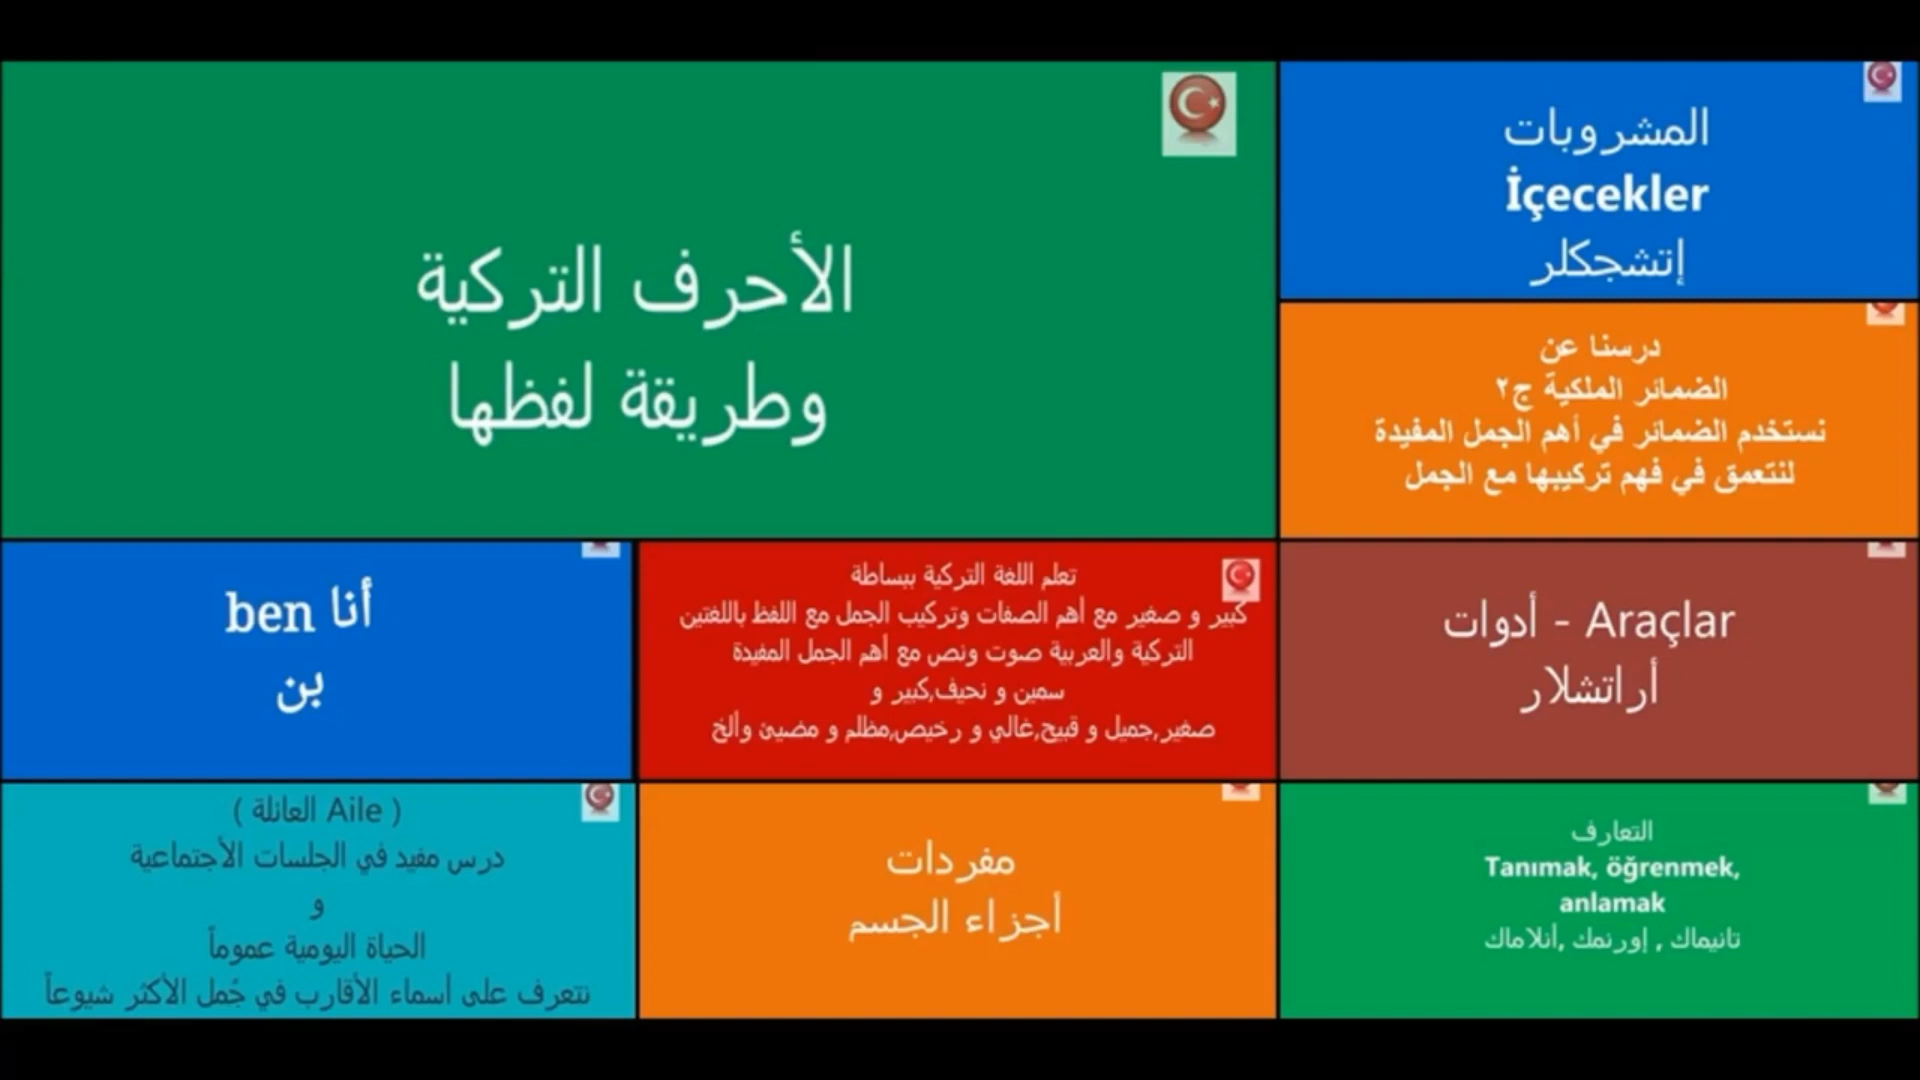 الأحرف التركية
وطريقة لفظها
المشروبات
İçecekler
إتشجكلر
درسنا عن
الضمائر الملكية ج٢
نستخدم الضمائر في أهم الجمل المفيدة
لنتعمق في فهم تركيبها مع الجمل
أنا ben
بن
تعلم اللغة التركية ببساطة
كبير و صغير مع أهم الصفات وتركيب الجمل مع اللفظ باللغتين
التركية والعربية صوت ونص مع أهم الجمل المفيدة
سمين و نحيف,كبير و
صغير,جميل و قبيح,غالي و رخيص,مظلم و مضيئ وألخ
Araçlar - أدوات
أراتشلار
( Aile العائلة )
درس مفيد في الجلسات الأجتماعية
و
الحياة اليومية عموماً
نتعرف على أسماء الأقارب في جُمل الأكثر شيوعاً
مفردات
أجزاء الجسم
التعارف
Tanımak, öğrenmek,
anlamak
تانيماك , إورنمك ,أنلاماك